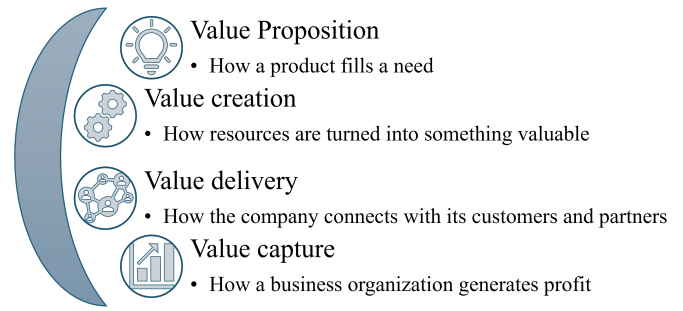 Value Proposition
• How a product fills a need
Value creation
• How resources are turned into something valuable
Value delivery
• How the company connects with its customers and partners
Value capture
• How a business organization generates profit